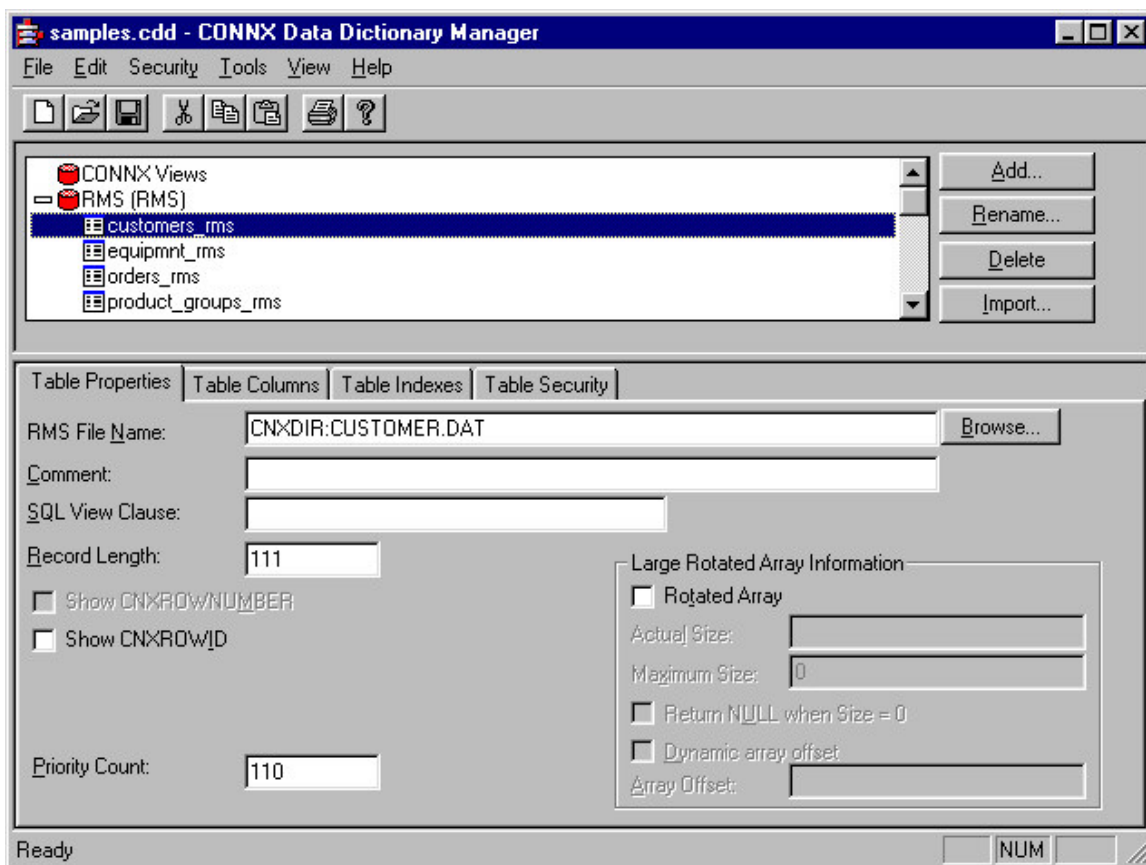 samples.cdd - CONNX Data Dictionary Manager
File Edit Security Tools View Help
CONNX Views
RMS (RMS)
customers_rms
equipmnt_rms
orders_rms
product_groups_rms
Add...
Rename...
Delete
Import...
Table Properties Table Columns Table Indexes Table Security
RMS File Name: CNXDIR:CUSTOMER.DAT Browse...
Comment:
SQL View Clause:
Record Length: 111
Show CNXROWNUMBER
Show CNXROWID
Priority Count: 110
Large Rotated Array Information
Rotated Array
Actual Size:
Maximum Size: 0
Return NULL when Size = 0
Dynamic array offset
Array Offset:
Ready NUM